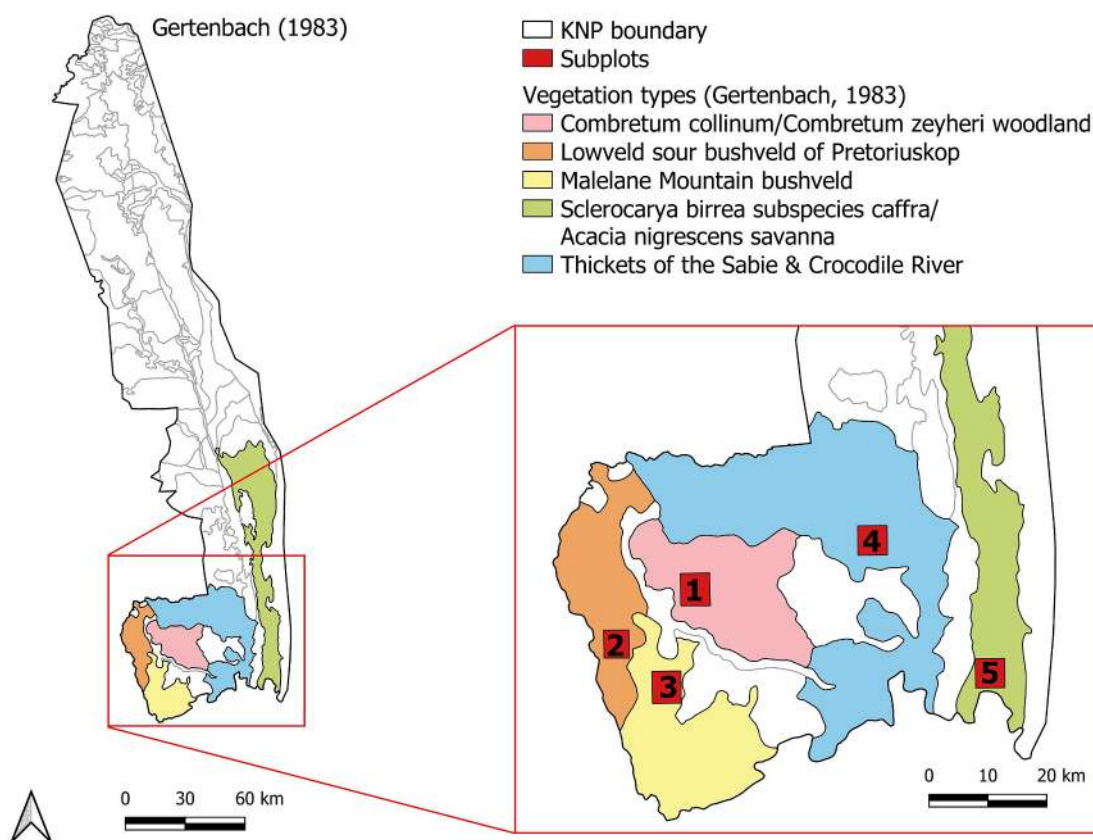 Gertenbach (1983)
KNP boundary
Subplots
Vegetation types (Gertenbach, 1983)
Combretum collinum/Combretum zeyheri woodland
Lowveld sour bushveld of Pretoriuskop
Malelane Mountain bushveld
Sclerocarya birrea subspecies caffra/
Acacia nigrescens savanna
Thickets of the Sabie & Crocodile River
4
1
2
3
5
0 10 20 km
0 30 60 km